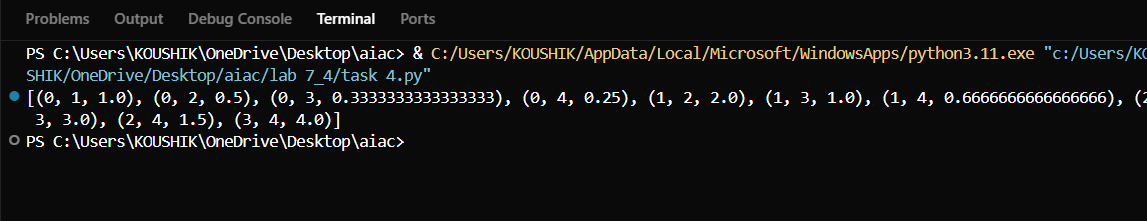 Problems Output Debug Console Terminal Ports
PS C:\Users\KOUSHIK\OneDrive\Desktop\aiac> & C:/Users/KOUSHIK/AppData/Local/Microsoft/WindowsApps/python3.11.exe "c:/Users/KO
SHIK/OneDrive/Desktop/aiac/lab 7_4/task 4.py"
[(0, 1, 1.0), (0, 2, 0.5), (0, 3, 0.3333333333333333), (0, 4, 0.25), (1, 2, 2.0), (1, 3, 1.0), (1, 4, 0.6666666666666666), (2
3, 3.0), (2, 4, 1.5), (3, 4, 4.0)]
PS C:\Users\KOUSHIK\OneDrive\Desktop\aiac>